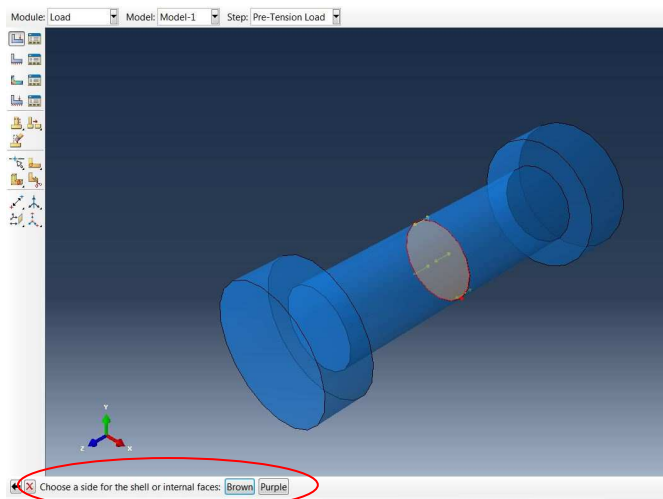 Module: Load Model: Model-1 Step: Pre-Tension Load
Y
Z X
Choose a side for the shell or internal faces: Brown Purple